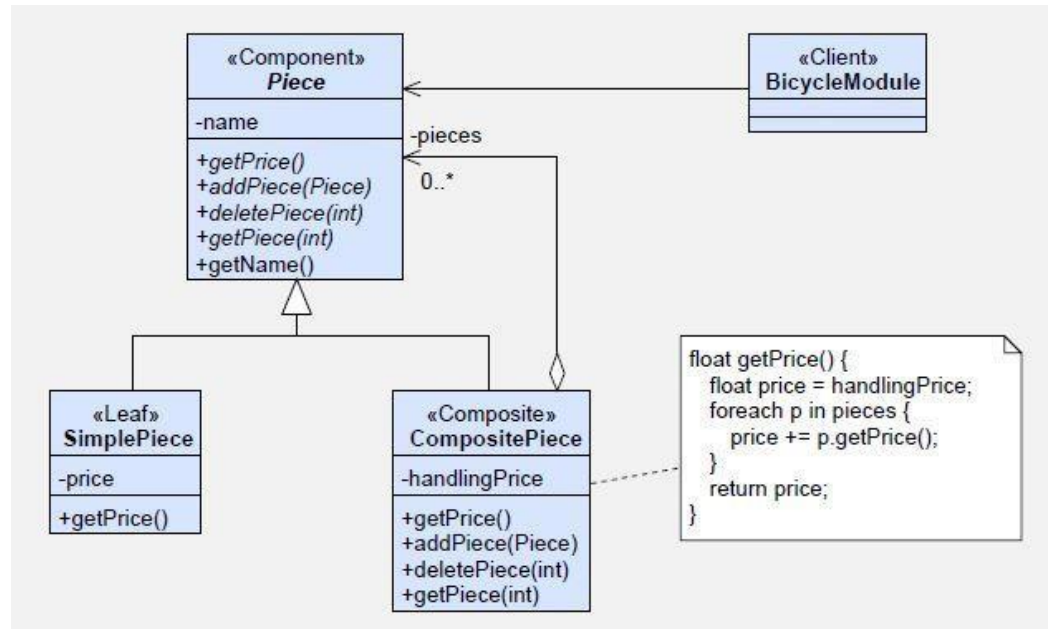 «Component»
Piece
-name
+getPrice()
+addPiece(Piece)
+deletePiece(int)
+getPiece(int)
+getName()
«Client»
BicycleModule
-pieces
0..*
«Leaf»
SimplePiece
-price
+getPrice()
«Composite»
CompositePiece
-handlingPrice
+getPrice()
+addPiece(Piece)
+deletePiece(int)
+getPiece(int)
float getPrice() {
float price = handlingPrice;
foreach p in pieces {
price += p.getPrice();
}
return price;
}